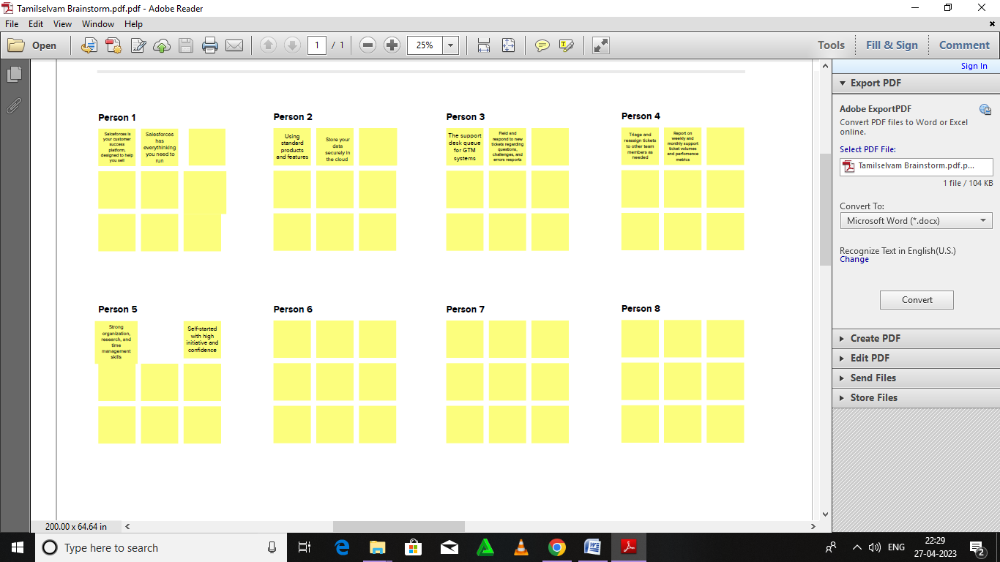 Tamilselvam Brainstorm.pdf.pdf - Adobe Reader
File Edit View Window Help
Open 1 / 1 25% Tools Fill & Sign Comment
Sign In
Export PDF
Adobe ExportPDF
Convert PDF files to Word or Excel
online.
Select PDF File:
Tamilselvam Brainstorm.pdf.p...
1 file / 104 KB
Convert To:
Microsoft Word (*.docx)
Recognize Text in English(U.S.)
Change
Convert
Create PDF
Edit PDF
Send Files
Store Files
Person 1
Salceforces is
your customer
success
platform,
designed to help
you sell
Salesforces
has
everythinking
you need to
run
Person 2
Using
standard
products
and features
Store your
data
securely in
the cloud
Person 3
The support
desk queue
for GTM
systems
Field and
respond to new
tickets regarding
questions,
challenges, and
errors resports
Person 4
Triage and
reassign tickets
to other team
members as
needed
Report on
weekly and
monthly support
ticket volumes
and perfomence
metrics
Person 5
Strong
organization,
research, and
time
management
skills
Self-started
with high
initiative and
confidence
Person 6
Person 7
Person 8
200.00 x 64.64 in
Type here to search
ENG
22:29
27-04-2023
2